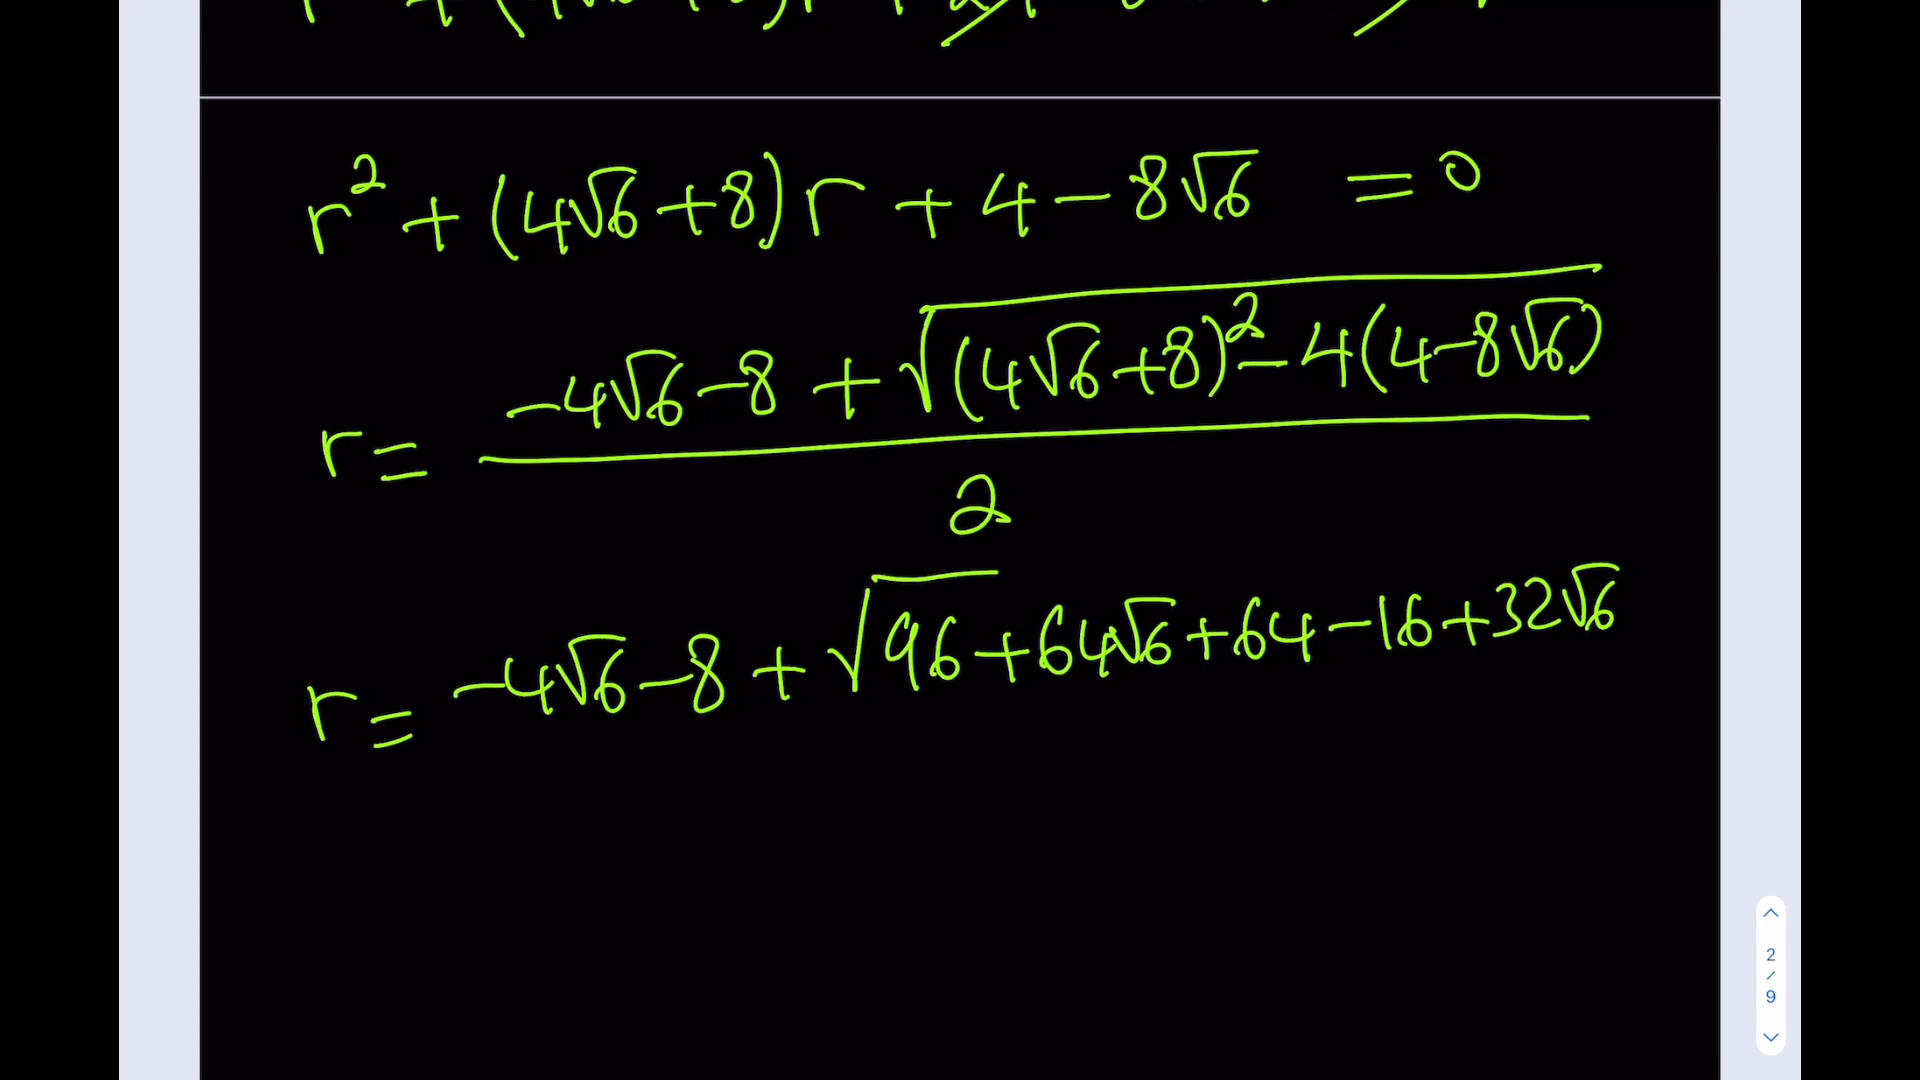 r² + (4√6+8)r + 4 - 8√6 = 0
r = (-4√6 - 8 + √((4√6+8)² - 4(4-8√6))) / 2
r = -4√6 - 8 + √96 + 64√6 + 64 - 16 + 32√6
2
/
9